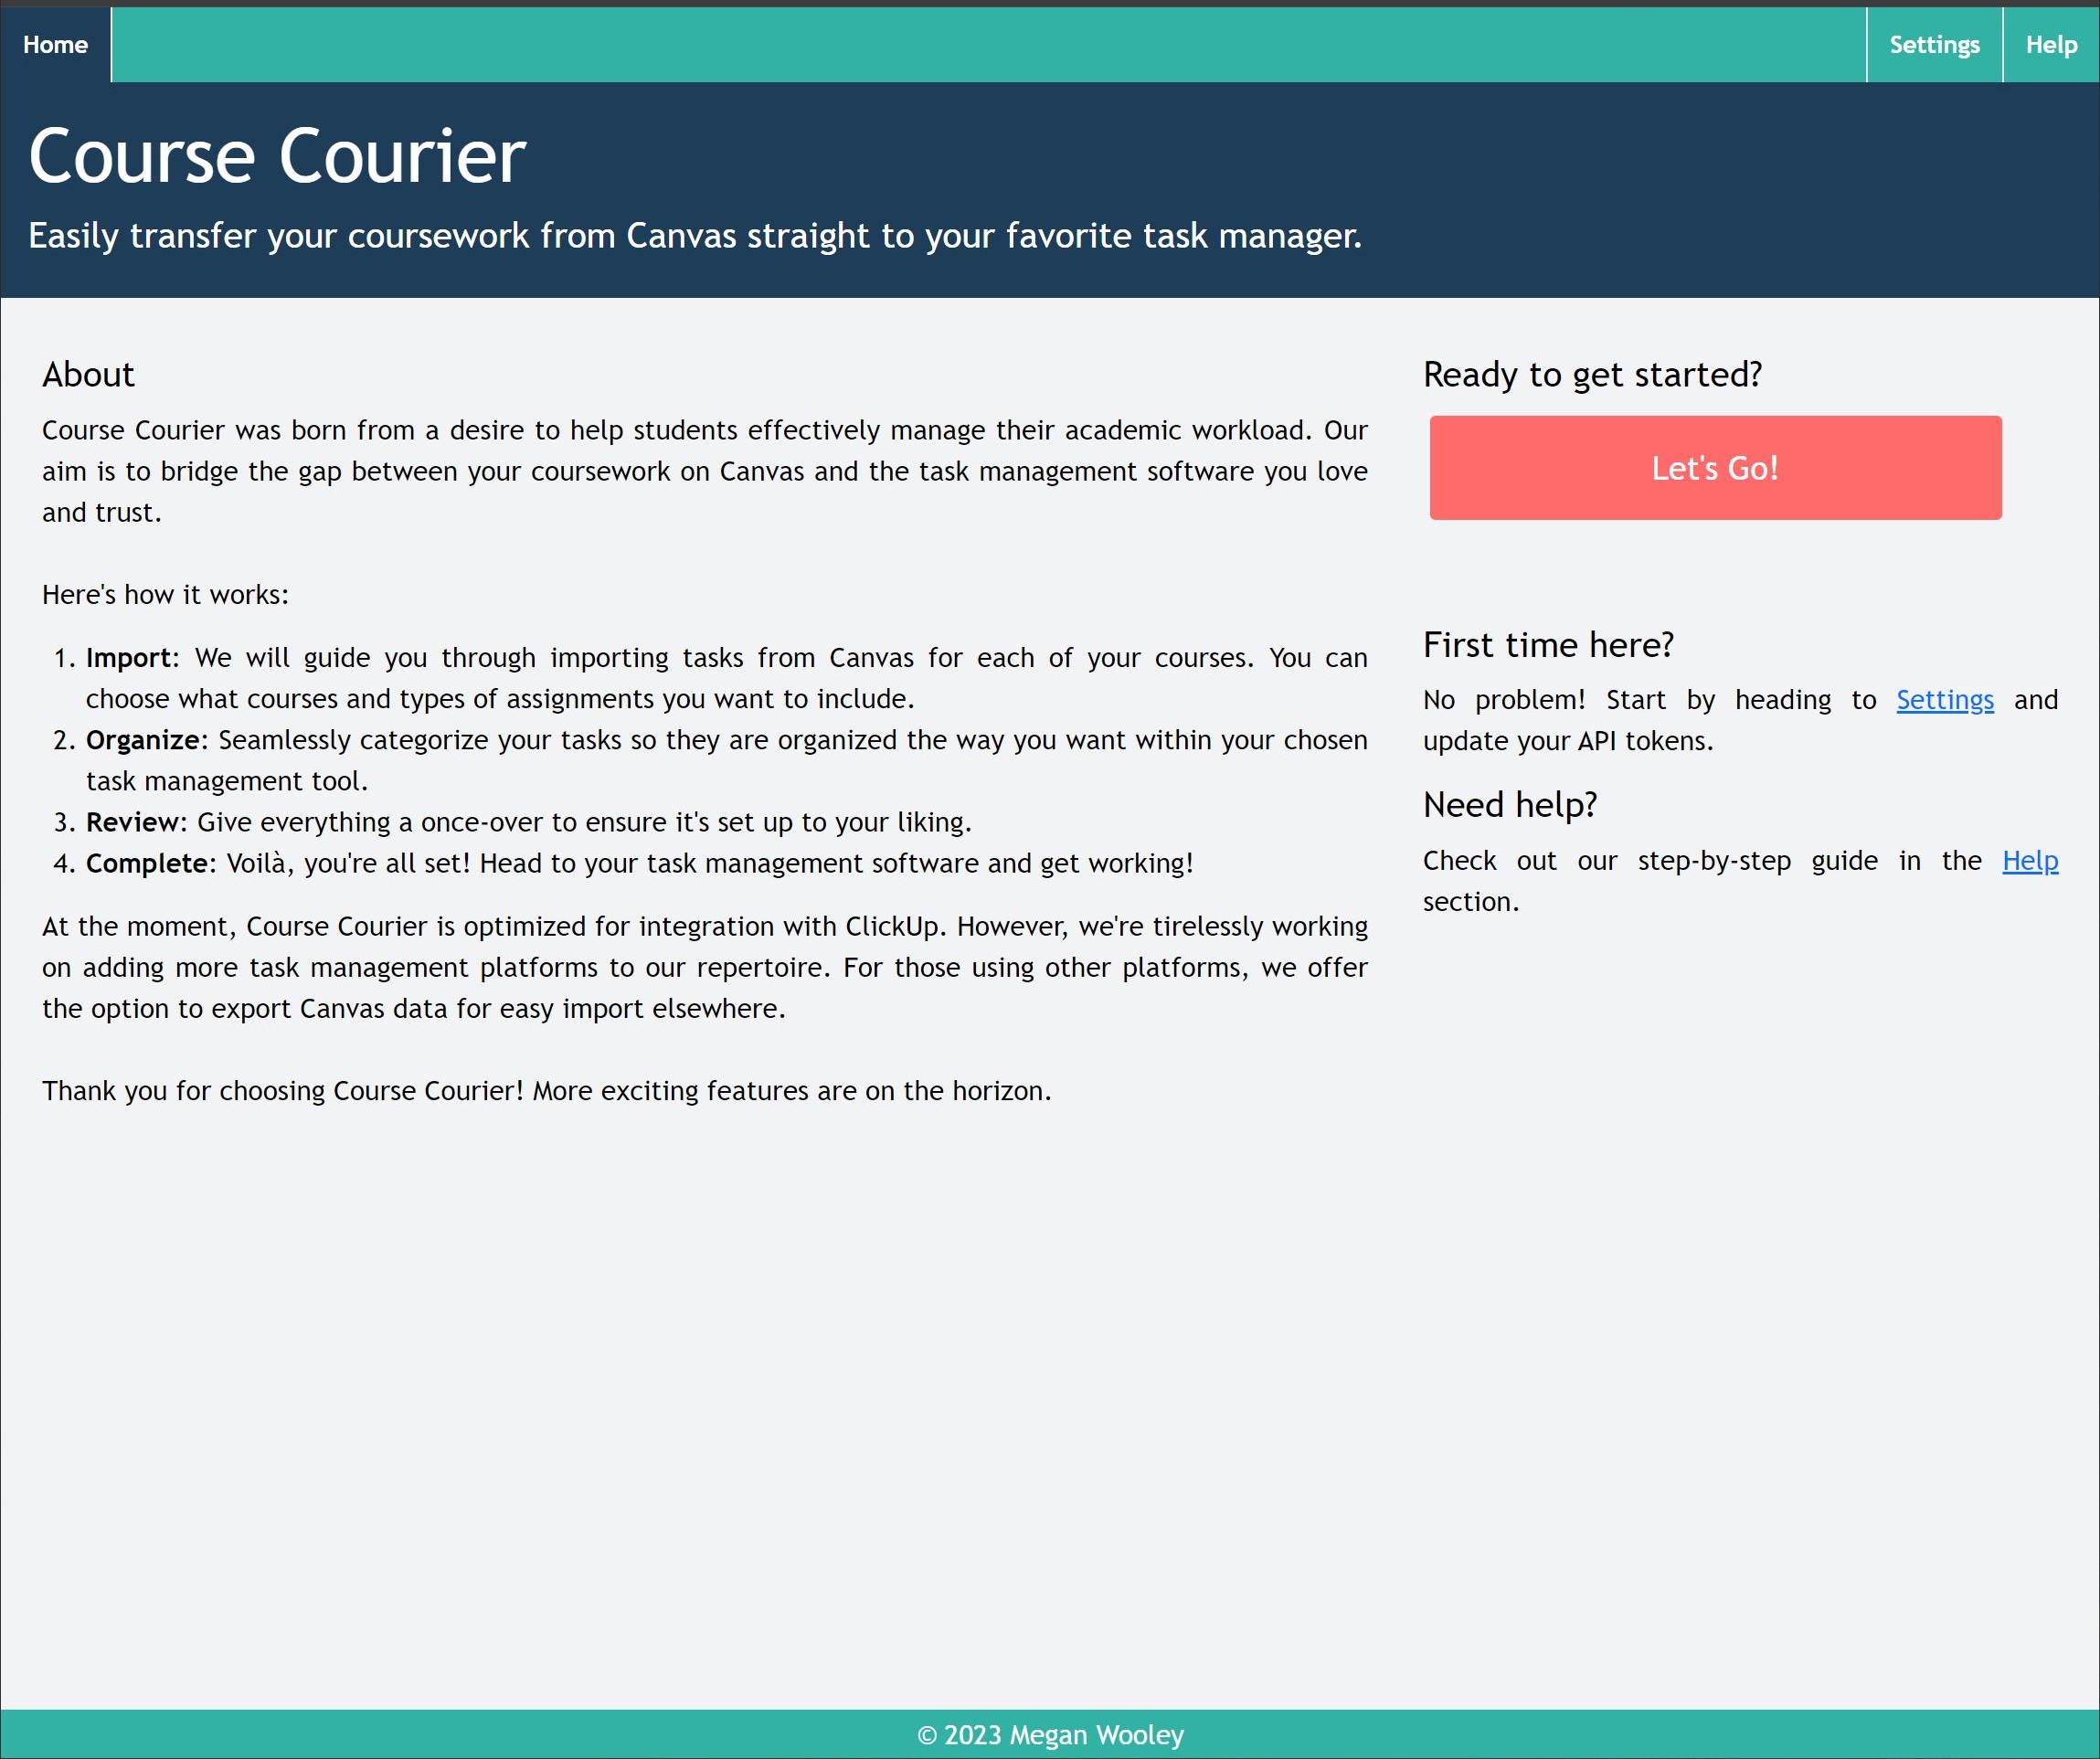 Home
Settings
Help
Course Courier
Easily transfer your coursework from Canvas straight to your favorite task manager.
About
Course Courier was born from a desire to help students effectively manage their academic workload. Our
aim is to bridge the gap between your coursework on Canvas and the task management software you love
and trust.
Here's how it works:
1. Import: We will guide you through importing tasks from Canvas for each of your courses. You can
choose what courses and types of assignments you want to include.
2. Organize: Seamlessly categorize your tasks so they are organized the way you want within your chosen
task management tool.
3. Review: Give everything a once-over to ensure it's set up to your liking.
4. Complete: Voilà, you're all set! Head to your task management software and get working!
At the moment, Course Courier is optimized for integration with ClickUp. However, we're tirelessly working
on adding more task management platforms to our repertoire. For those using other platforms, we offer
the option to export Canvas data for easy import elsewhere.
Thank you for choosing Course Courier! More exciting features are on the horizon.
Ready to get started?
Let's Go!
First time here?
No problem! Start by heading to Settings and
update your API tokens.
Need help?
Check out our step-by-step guide in the Help
section.
© 2023 Megan Wooley